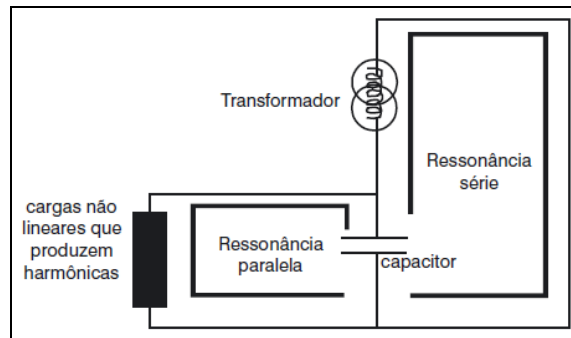 Transformador
Ressonância
série
cargas não
lineares que
produzem
harmônicas
Ressonância
paralela
capacitor